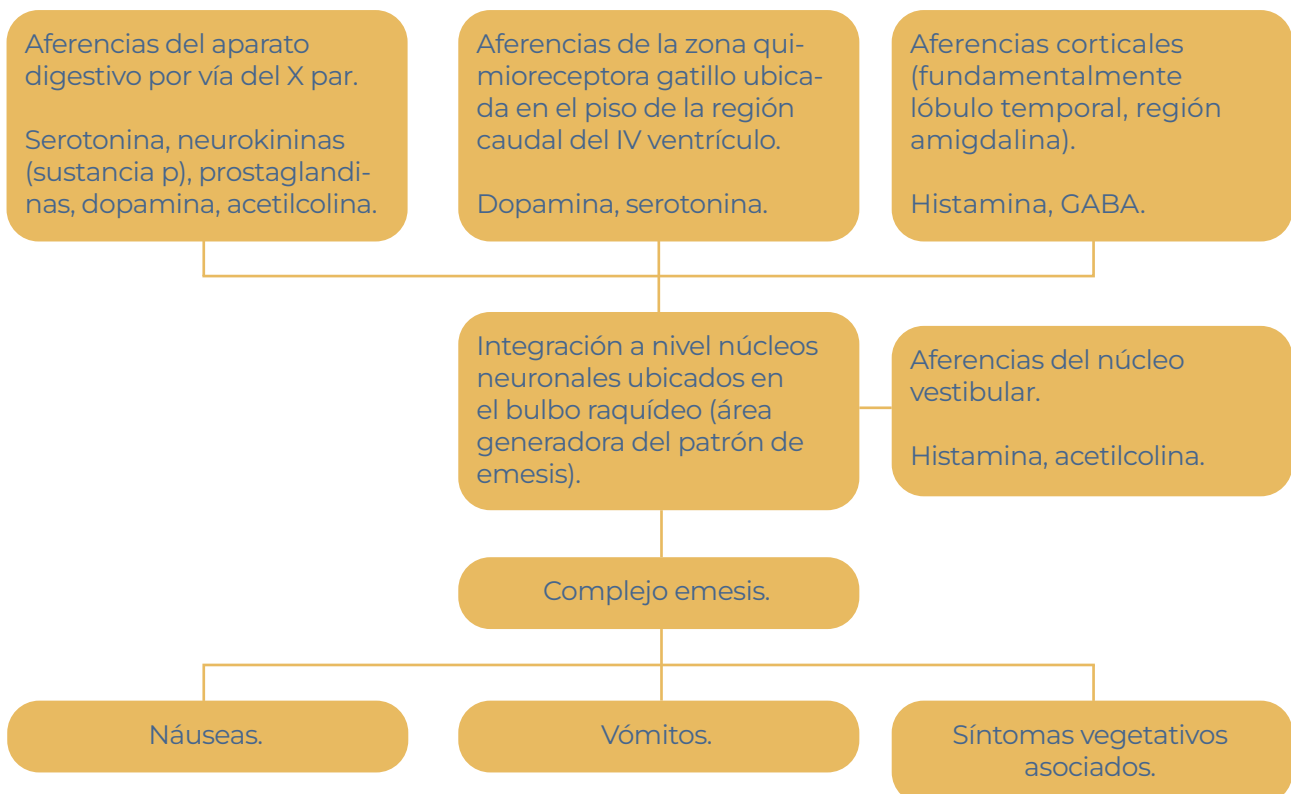 Aferencias del aparato
digestivo por vía del X par.
Serotonina, neurokininas
(sustancia p), prostaglandi-
nas, dopamina, acetilcolina.
Aferencias de la zona qui-
mioreceptora gatillo ubica-
da en el piso de la región
caudal del IV ventrículo.
Dopamina, serotonina.
Aferencias corticales
(fundamentalmente
lóbulo temporal, región
amigdalina).
Histamina, GABA.
Integración a nivel núcleos
neuronales ubicados en
el bulbo raquídeo (área
generadora del patrón de
emesis).
Aferencias del núcleo
vestibular.
Histamina, acetilcolina.
Complejo emesis.
Náuseas.
Vómitos.
Síntomas vegetativos
asociados.